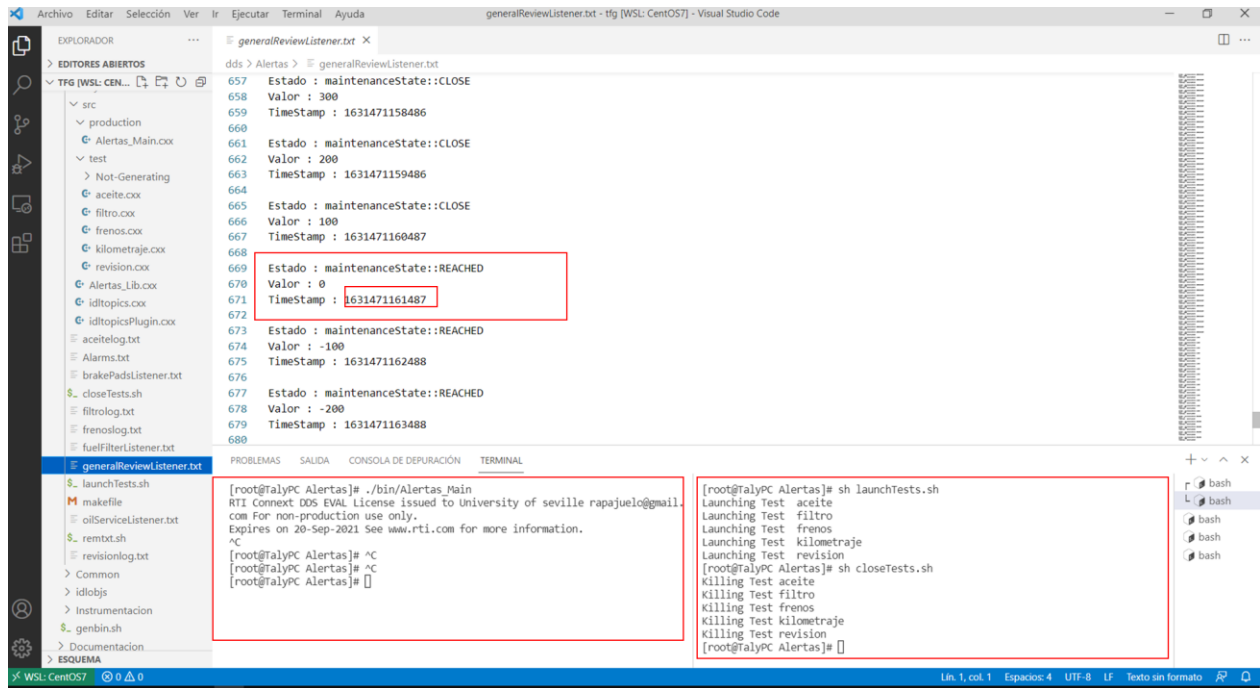 Archivo Editar Selección Ver Ir Ejecutar Terminal Ayuda
generalReviewListener.txt - tfg [WSL: CentOS7] - Visual Studio Code
EXPLORADOR
EDITORES ABIERTOS
TFG [WSL: CEN...
src
production
Alertas_Main.cxx
test
Not-Generating
aceite.cxx
filtro.cxx
frenos.cxx
kilometraje.cxx
revision.cxx
Alertas_Lib.cxx
idltopics.cxx
idltopicsPlugin.cxx
aceitelog.txt
Alarms.txt
brakePadsListener.txt
closeTests.sh
filtrolog.txt
frenoslog.txt
fuelFilterListener.txt
generalReviewListener.txt
launchTests.sh
makefile
oilServiceListener.txt
remtxt.sh
revisionlog.txt
Common
idlobjs
Instrumentacion
genbin.sh
Documentacion
ESQUEMA
generalReviewListener.txt
dds > Alertas > generalReviewListener.txt
657 Estado : maintenanceState::CLOSE
658 Valor : 300
659 TimeStamp : 1631471158486
660
661 Estado : maintenanceState::CLOSE
662 Valor : 200
663 TimeStamp : 1631471159486
664
665 Estado : maintenanceState::CLOSE
666 Valor : 100
667 TimeStamp : 1631471160487
668
669 Estado : maintenanceState::REACHED
670 Valor : 0
671 TimeStamp : 1631471161487
672
673 Estado : maintenanceState::REACHED
674 Valor : -100
675 TimeStamp : 1631471162488
676
677 Estado : maintenanceState::REACHED
678 Valor : -200
679 TimeStamp : 1631471163488
680
PROBLEMAS SALIDA CONSOLA DE DEPURACIÓN TERMINAL
[root@TalyPC Alertas]# ./bin/Alertas_Main
RTI Connext DDS EVAL License issued to University of seville rapajuelo@gmail.
com For non-production use only.
Expires on 20-Sep-2021 See www.rti.com for more information.
^C
[root@TalyPC Alertas]# ^C
[root@TalyPC Alertas]# ^C
[root@TalyPC Alertas]#
[root@TalyPC Alertas]# sh launchTests.sh
Launching Test aceite
Launching Test filtro
Launching Test frenos
Launching Test kilometraje
Launching Test revision
[root@TalyPC Alertas]# sh closeTests.sh
Killing Test aceite
Killing Test filtro
Killing Test frenos
Killing Test kilometraje
Killing Test revision
[root@TalyPC Alertas]#
bash
bash
bash
bash
bash
WSL: CentOS7 0 0
Lín. 1, col. 1 Espacios: 4 UTF-8 LF Texto sin formato